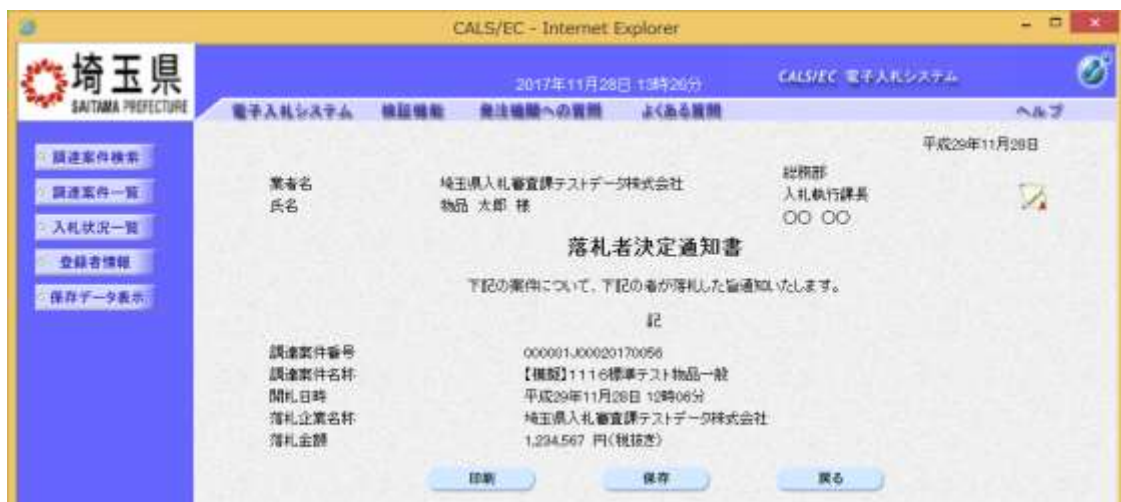 CALS/EC - Internet Explorer
埼玉県
SAITAMA PREFECTURE
2017年11月28日 13時26分
CALS/EC 電子入札システム
電子入札システム 検証機能 発注機関への質問 よくある質問 ヘルプ
調達案件検索
調達案件一覧
入札状況一覧
登録者情報
保存データ表示
平成29年11月28日
業者名 埼玉県入札審査課テストデータ株式会社
氏名 物品 太郎 様
総務部
入札執行課長
〇〇 〇〇
落札者決定通知書
下記の案件について、下記の者が落札した旨通知いたします。
記
調達案件番号 000001J00020170056
調達案件名称 【模擬】1116標準テスト物品一般
開札日時 平成29年11月28日 12時06分
落札企業名称 埼玉県入札審査課テストデータ株式会社
落札金額 1,234,567 円(税抜き)
印刷 保存 戻る